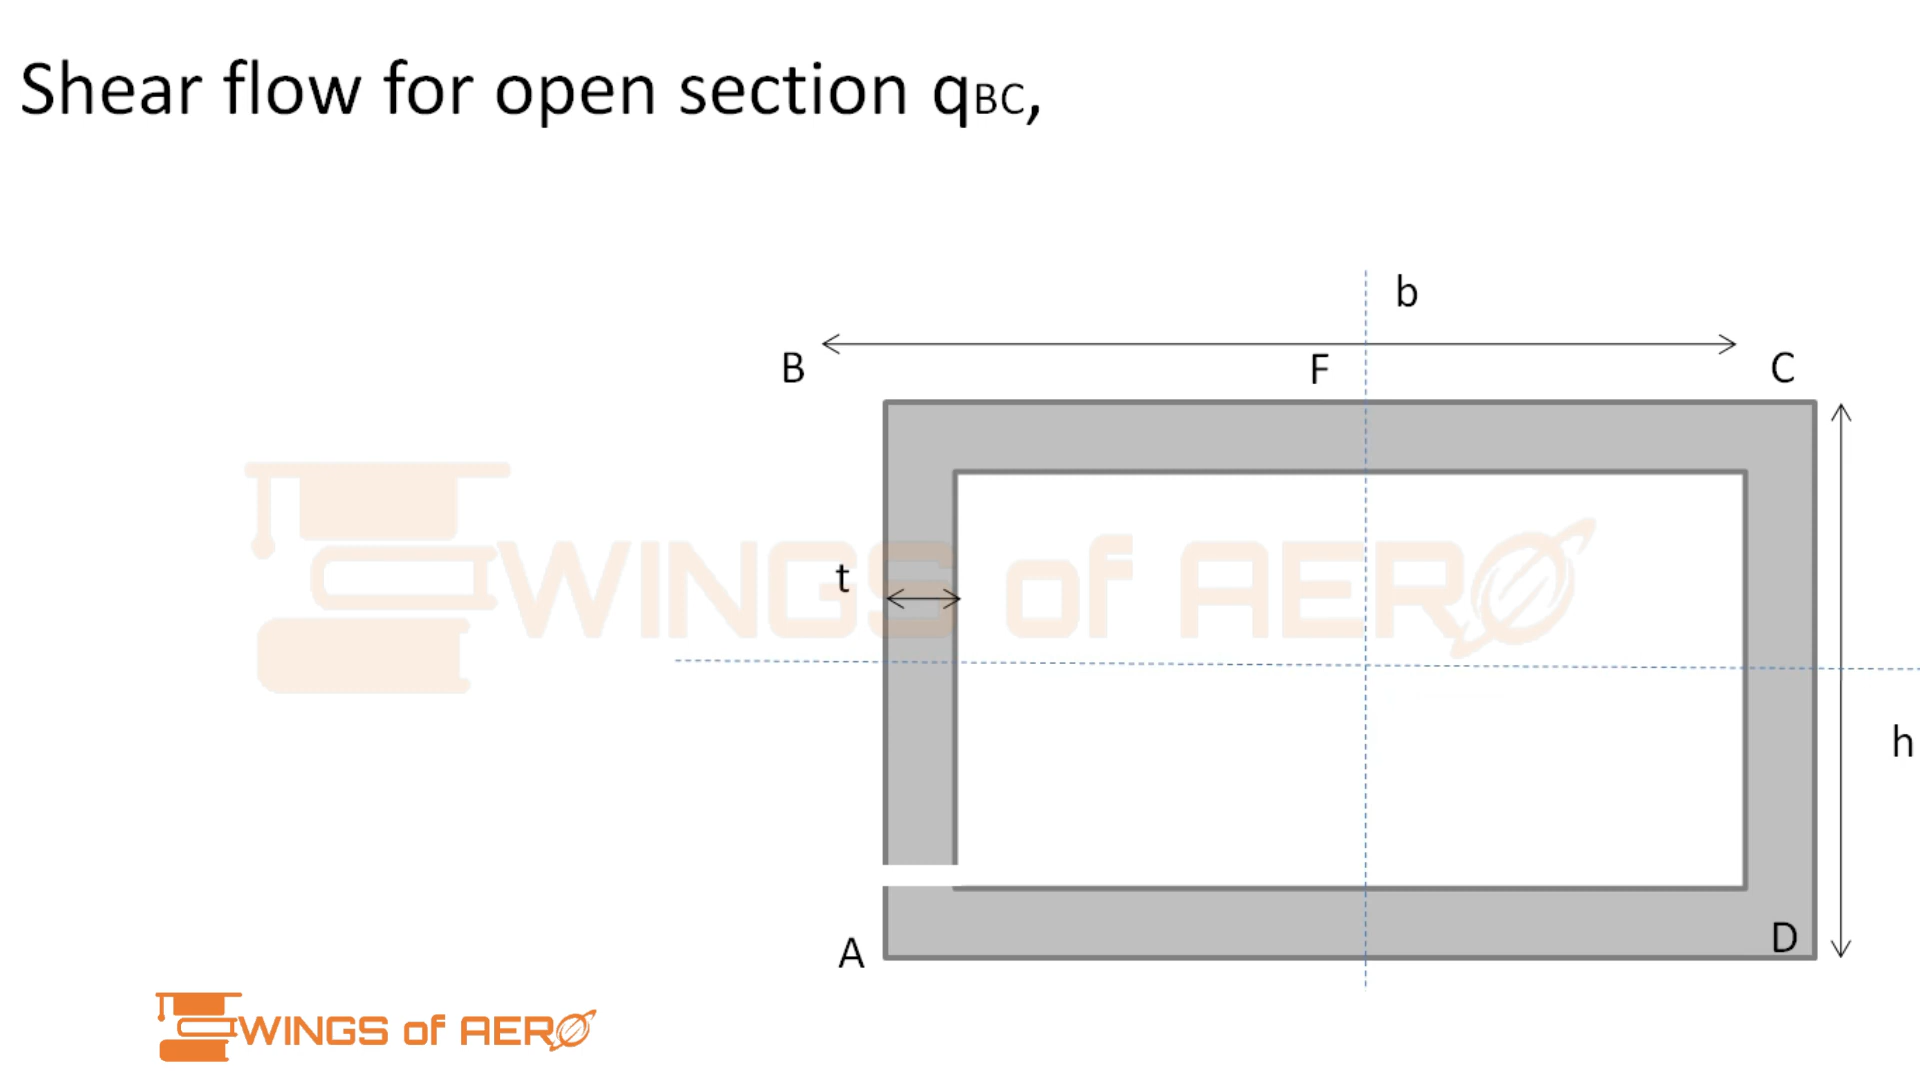 Shear flow for open section qBC,
b
B
F
C
t
WINGS of AERO
h
A
D
WINGS of AERO